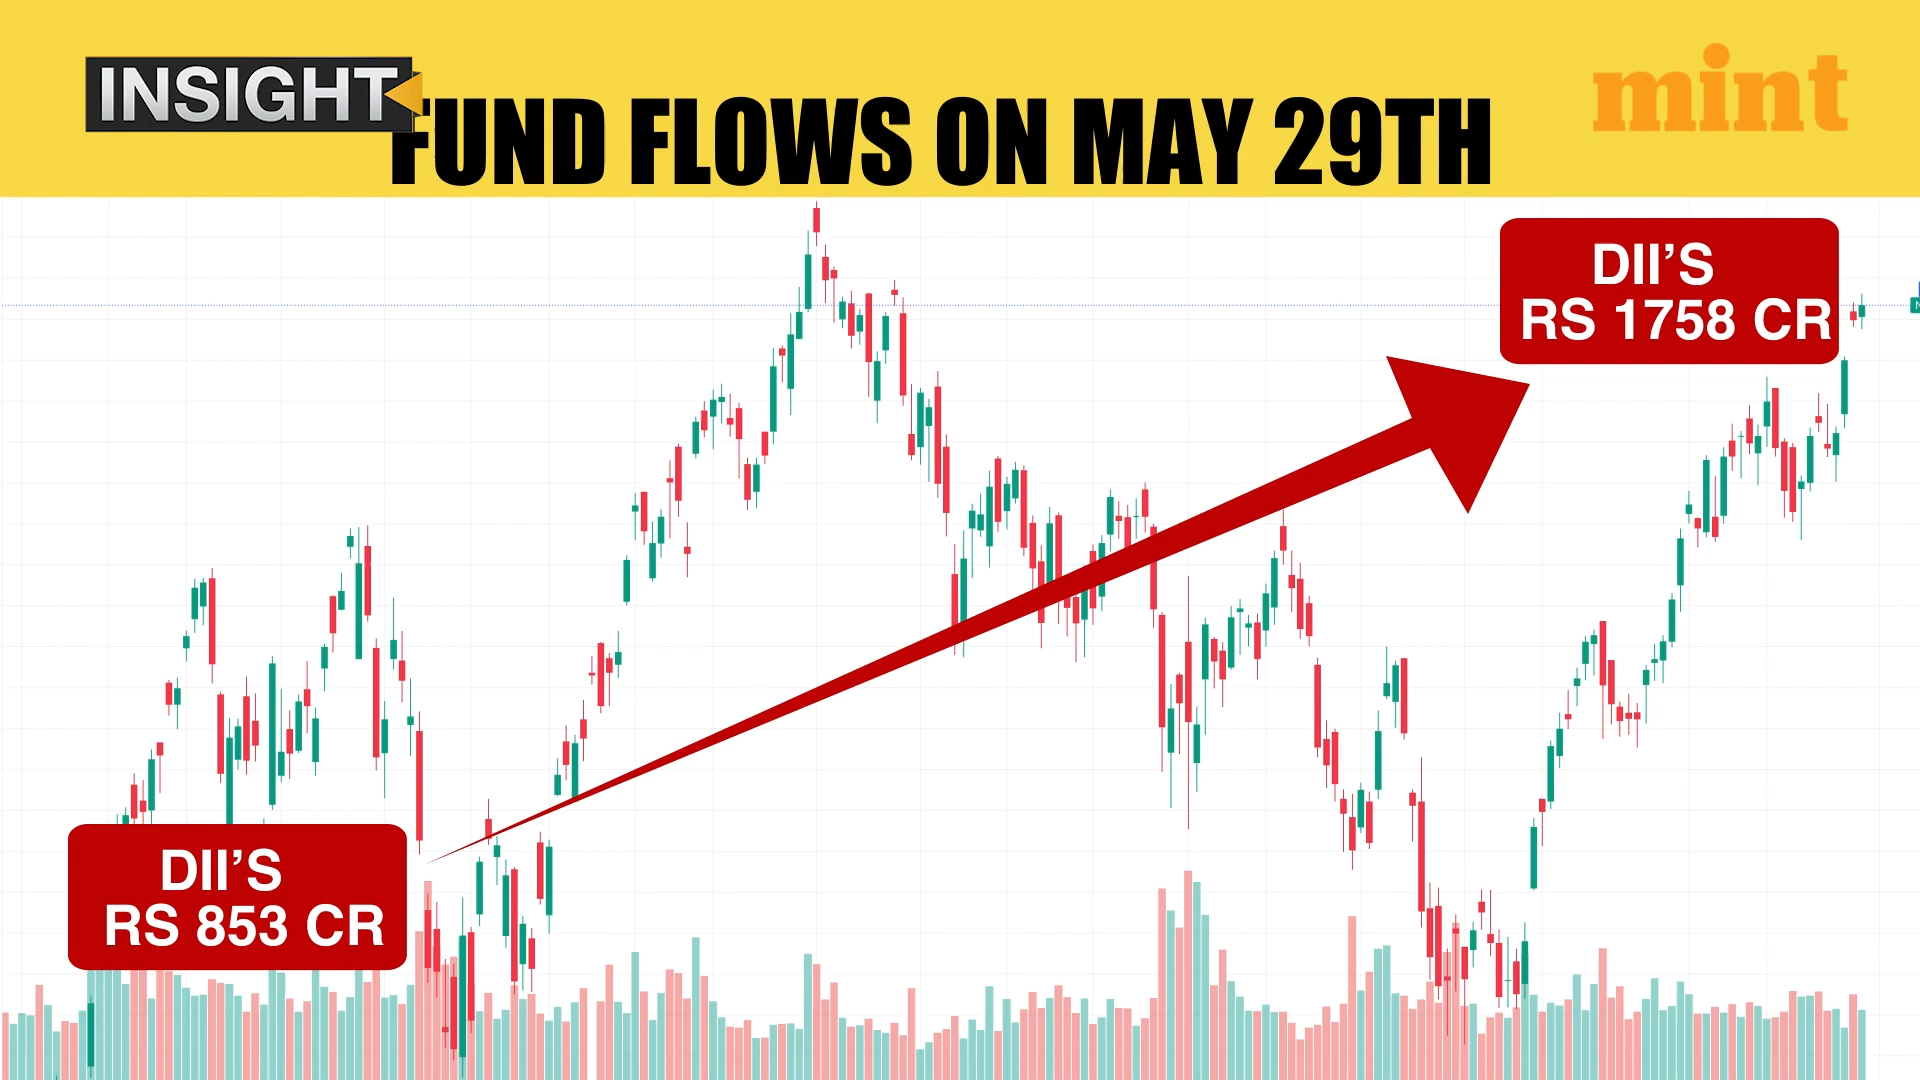 INSIGHT
mint
FUND FLOWS ON MAY 29TH
DII’S
RS 1758 CR
DII’S
RS 853 CR